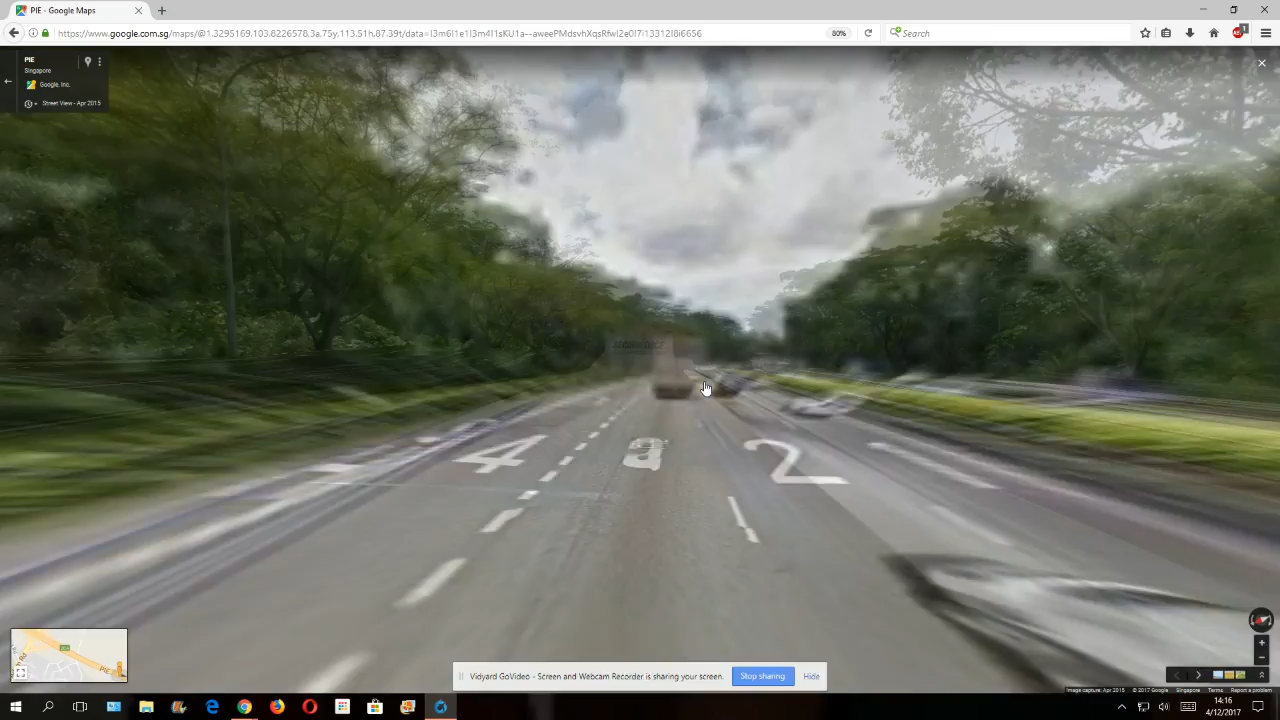 PIE - Google Maps
https://www.google.com.sg/maps/@1.3295169,103.8226578,3a,75y,113.51h,87.39t/data=!3m6!1e1!3m4!1sKU1a--oeePMdsvhXqsRfwI2e0!7i13312!8i6656
80%
Search
PIE
Singapore
Google, Inc.
Street View - Apr 2015
4
2
PIE
Vidyard GoVideo - Screen and Webcam Recorder is sharing your screen.
Stop sharing
Hide
Image capture: Apr 2015 © 2017 Google Singapore Terms Report a problem
14:16
4/12/2017